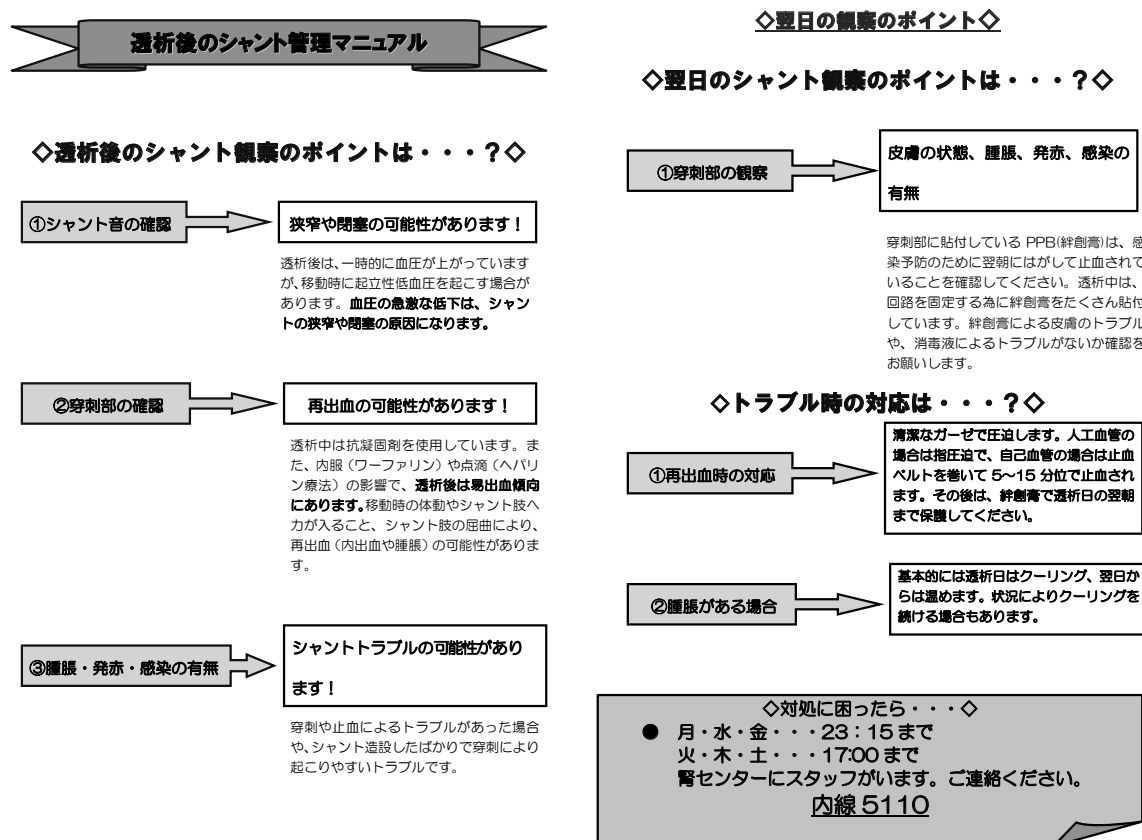 透析後のシャント管理マニュアル
◇透析後のシャント観察のポイントは・・・？◇
①シャント音の確認
狭窄や閉塞の可能性があります！
透析後は、一時的に血圧が上がっています
が、移動時に起立性低血圧を起こす場合が
あります。血圧の急激な低下は、シャン
トの狭窄や閉塞の原因になります。
②穿刺部の確認
再出血の可能性があります！
透析中は抗凝固剤を使用しています。ま
た、内服（ワーファリン）や点滴（ヘパリ
ン療法）の影響で、透析後は易出血傾向
にあります。移動時の体動やシャント肢へ
力が入ること、シャント肢の屈曲により、
再出血（内出血や腫脹）の可能性がありま
す。
③腫脹・発赤・感染の有無
シャントトラブルの可能性があり
ます！
穿刺や止血によるトラブルがあった場合
や、シャント造設したばかりで穿刺により
起こりやすいトラブルです。
◇翌日の観察のポイント◇
◇翌日のシャント観察のポイントは・・・？◇
①穿刺部の観察
皮膚の状態、腫脹、発赤、感染の
有無
穿刺部に貼付している PPB(絆創膏)は、感
染予防のために翌朝にはがして止血されて
いることを確認してください。透析中は、
回路を固定する為に絆創膏をたくさん貼付
しています。絆創膏による皮膚のトラブル
や、消毒液によるトラブルがないか確認を
お願いします。
◇トラブル時の対応は・・・？◇
①再出血時の対応
清潔なガーゼで圧迫します。人工血管の
場合は指圧迫で、自己血管の場合は止血
ベルトを巻いて 5～15 分位で止血され
ます。その後は、絆創膏で透析日の翌朝
まで保護してください。
②腫脹がある場合
基本的には透析日はクーリング、翌日か
らは温めます。状況によりクーリングを
続ける場合もあります。
◇対処に困ったら・・・◇
● 月・水・金・・・23：15 まで
火・木・土・・・17:00 まで
腎センターにスタッフがいます。ご連絡ください。
内線 5110